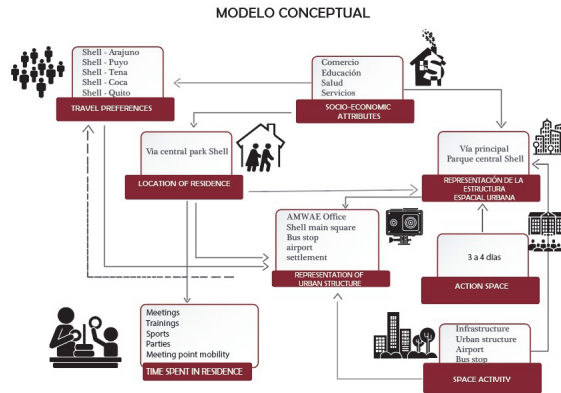 MODELO CONCEPTUAL
Shell - Arajuno
Shell - Puyo
Shell - Tena
Shell - Coca
Shell - Quito
TRAVEL PREFERENCES
Comercio
Educación
Salud
Servicios
SOCIO-ECONOMIC
ATTRIBUTES
Via central park Shell
LOCATION OF RESIDENCE
Vía principal
Parque central Shell
REPRESENTACIÓN DE LA
ESTRUCTURA
ESPACIAL URBANA
AMWAE Office
Shell main square
Bus stop
airport
settlement
REPRESENTATION OF
URBAN STRUCTURE
3 a 4 días
ACTION SPACE
Meetings
Trainings
Sports
Parties
Meeting point mobility
TIME SPENT IN RESIDENCE
Infrastructure
Urban structure
Airport
Bus stop
SPACE ACTIVITY